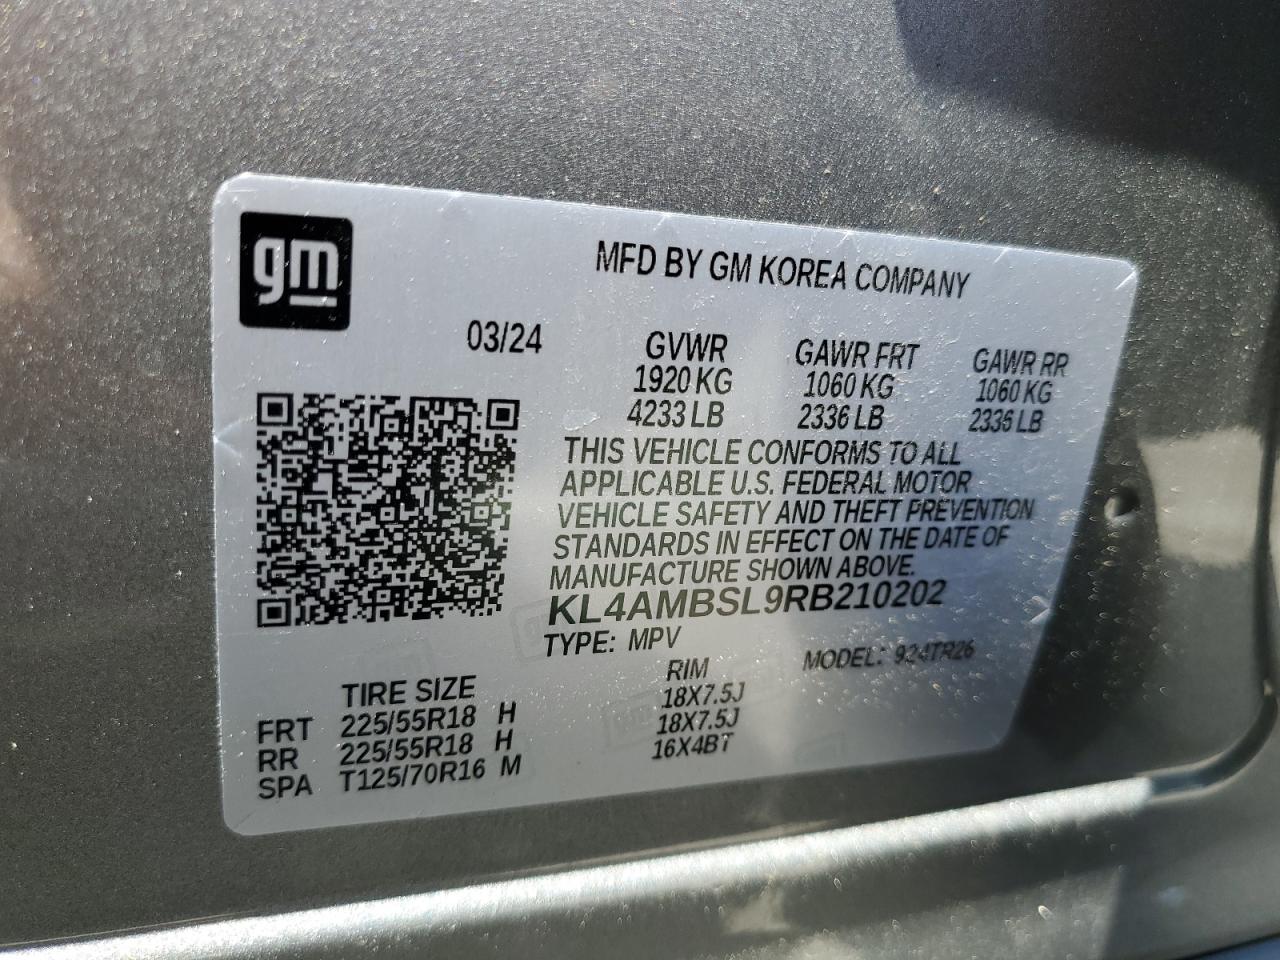 gm
MFD BY GM KOREA COMPANY
03/24
GVWR GAWR FRT GAWR RR
1920 KG 1060 KG 1060 KG
4233 LB 2336 LB 2336 LB
THIS VEHICLE CONFORMS TO ALL
APPLICABLE U.S. FEDERAL MOTOR
VEHICLE SAFETY AND THEFT PREVENTION
STANDARDS IN EFFECT ON THE DATE OF
MANUFACTURE SHOWN ABOVE.
KL4AMBSL9RB210202
TYPE: MPV MODEL: 924TR26
TIRE SIZE RIM
FRT 225/55R18 H 18X7.5J
RR 225/55R18 H 18X7.5J
SPA T125/70R16 M 16X4BT